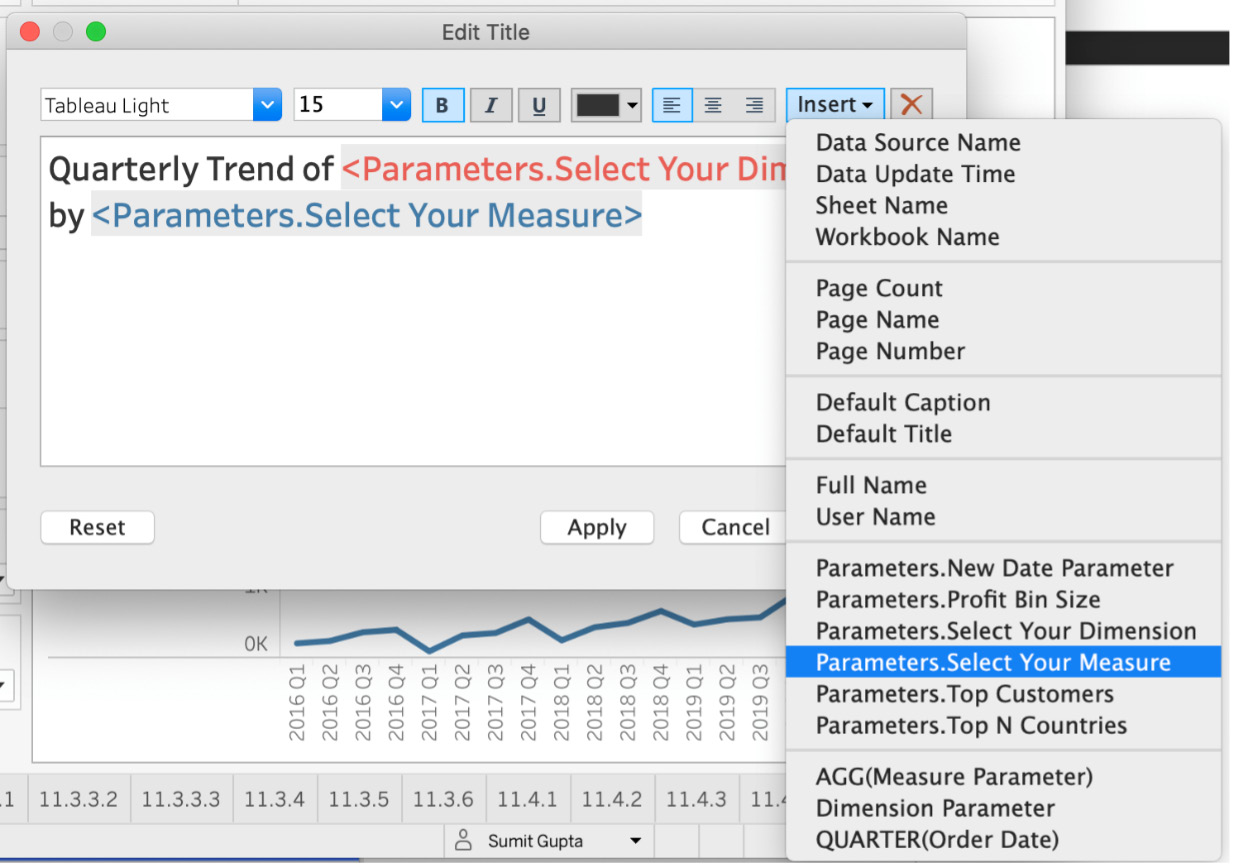 Edit Title
Tableau Light
15
B I U
Insert
Quarterly Trend of <Parameters.Select Your Dim
by <Parameters.Select Your Measure>
Reset
Apply
Cancel
Data Source Name
Data Update Time
Sheet Name
Workbook Name
Page Count
Page Name
Page Number
Default Caption
Default Title
Full Name
User Name
Parameters.New Date Parameter
Parameters.Profit Bin Size
Parameters.Select Your Dimension
Parameters.Select Your Measure
Parameters.Top Customers
Parameters.Top N Countries
AGG(Measure Parameter)
Dimension Parameter
QUARTER(Order Date)
0K
2016 Q1
2016 Q2
2016 Q3
2016 Q4
2017 Q1
2017 Q2
2017 Q3
2017 Q4
2018 Q1
2018 Q2
2018 Q3
2018 Q4
2019 Q1
2019 Q2
2019 Q3
.1 11.3.3.2 11.3.3.3 11.3.4 11.3.5 11.3.6 11.4.1 11.4.2 11.4.3 11.4
Sumit Gupta